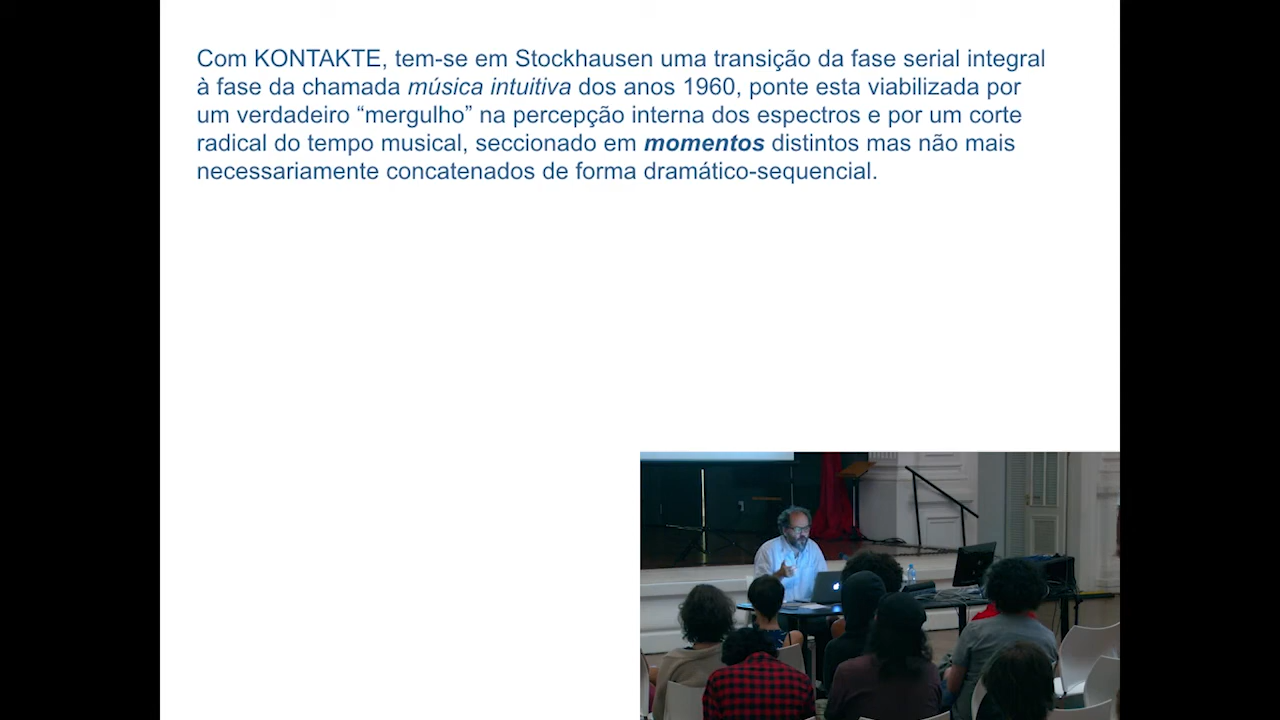 Com KONTAKTE, tem-se em Stockhausen uma transição da fase serial integral
à fase da chamada música intuitiva dos anos 1960, ponte esta viabilizada por
um verdadeiro “mergulho” na percepção interna dos espectros e por um corte
radical do tempo musical, seccionado em momentos distintos mas não mais
necessariamente concatenados de forma dramático-sequencial.